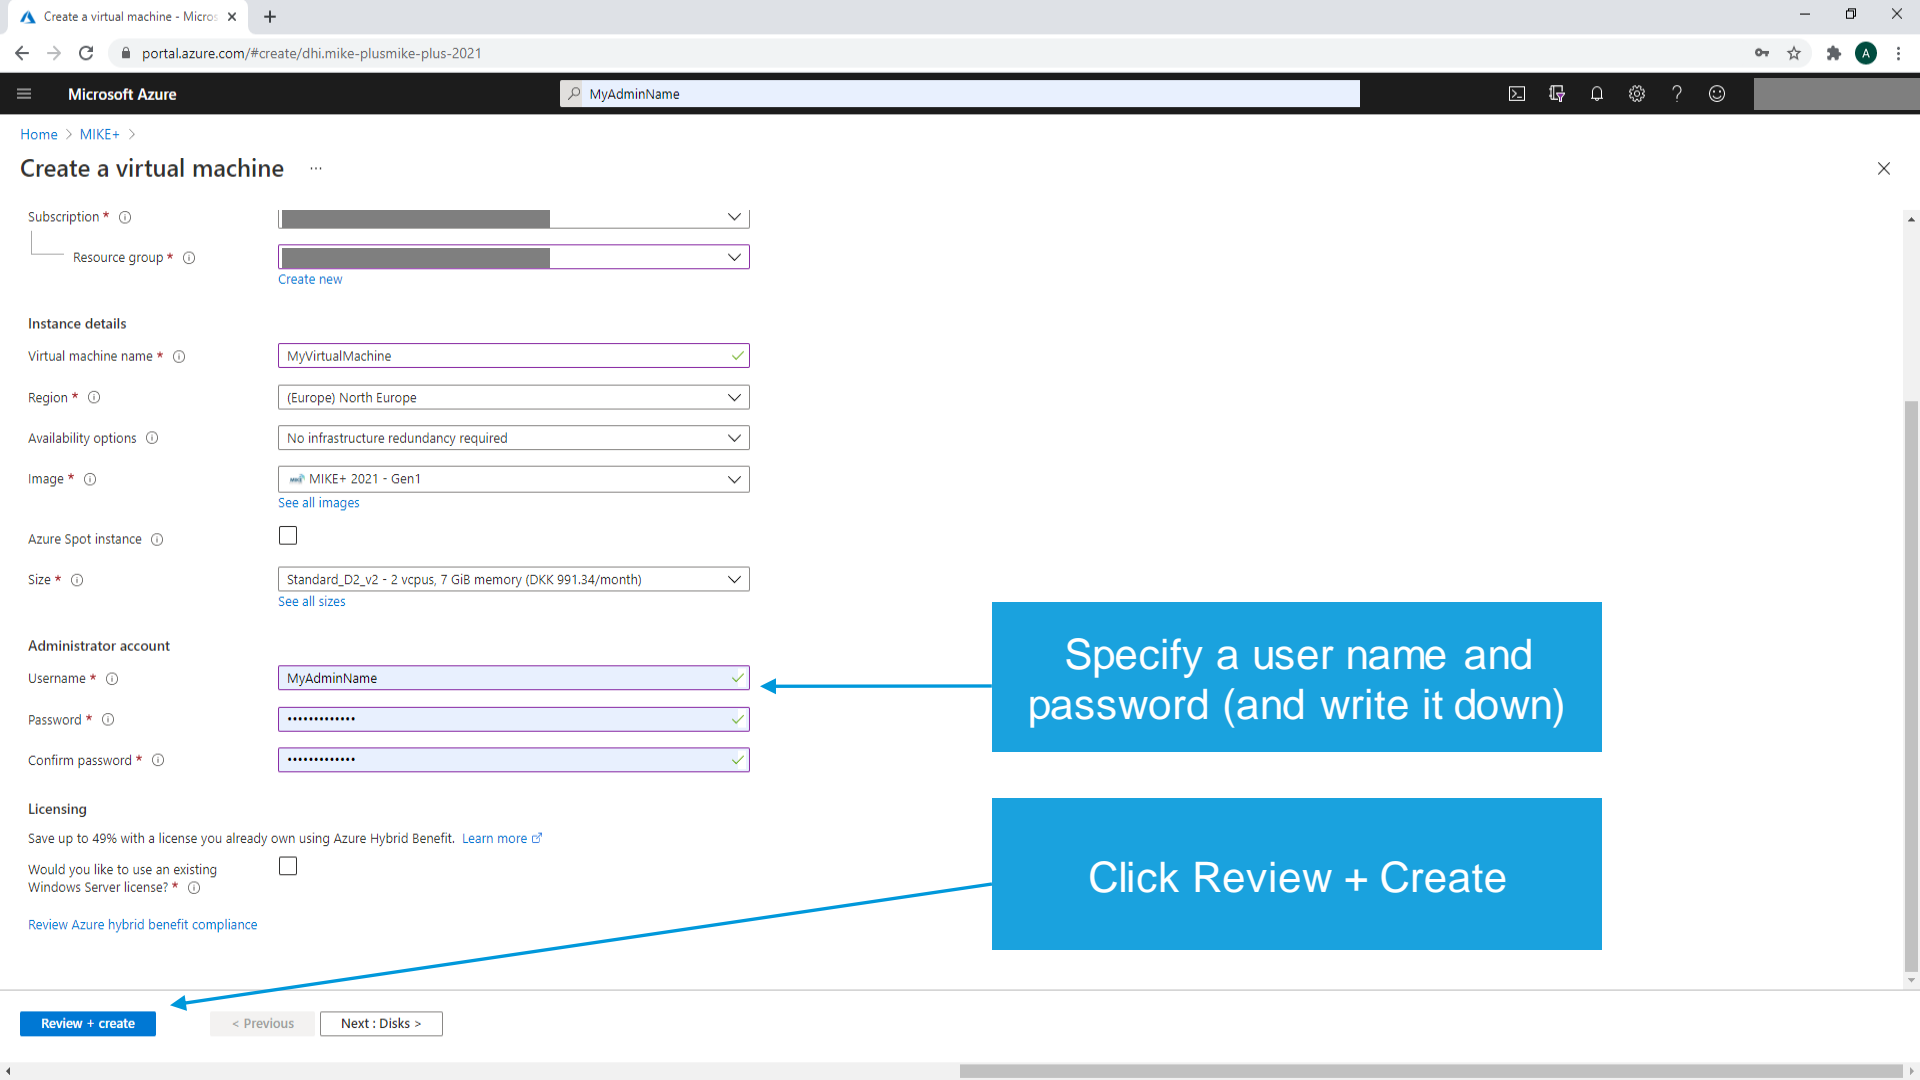 Create a virtual machine - Micros
portal.azure.com/#create/dhi.mike-plusmike-plus-2021
A
Microsoft Azure
MyAdminName
Home > MIKE+ >
Create a virtual machine ...
Subscription *
Resource group *
Create new
Instance details
Virtual machine name *
MyVirtualMachine
Region *
(Europe) North Europe
Availability options
No infrastructure redundancy required
Image *
MIKE+ 2021 - Gen1
See all images
Azure Spot instance
Size *
Standard_D2_v2 - 2 vcpus, 7 GiB memory (DKK 991.34/month)
See all sizes
Administrator account
Username *
MyAdminName
Password *
•••••••••••••
Confirm password *
•••••••••••••
Specify a user name and
password (and write it down)
Licensing
Save up to 49% with a license you already own using Azure Hybrid Benefit. Learn more
Would you like to use an existing
Windows Server license? *
Review Azure hybrid benefit compliance
Click Review + Create
Review + create
< Previous
Next : Disks >